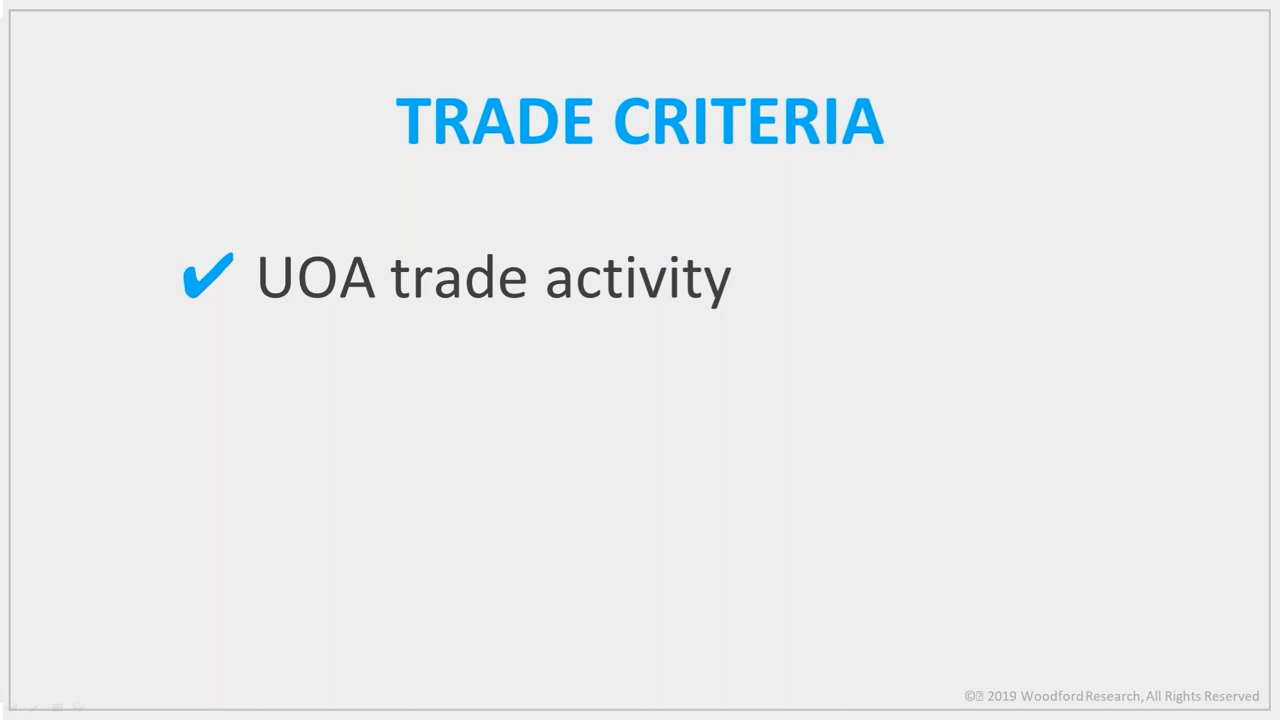 TRADE CRITERIA
✔ UOA trade activity
©⍰ 2019 Woodford Research, All Rights Reserved